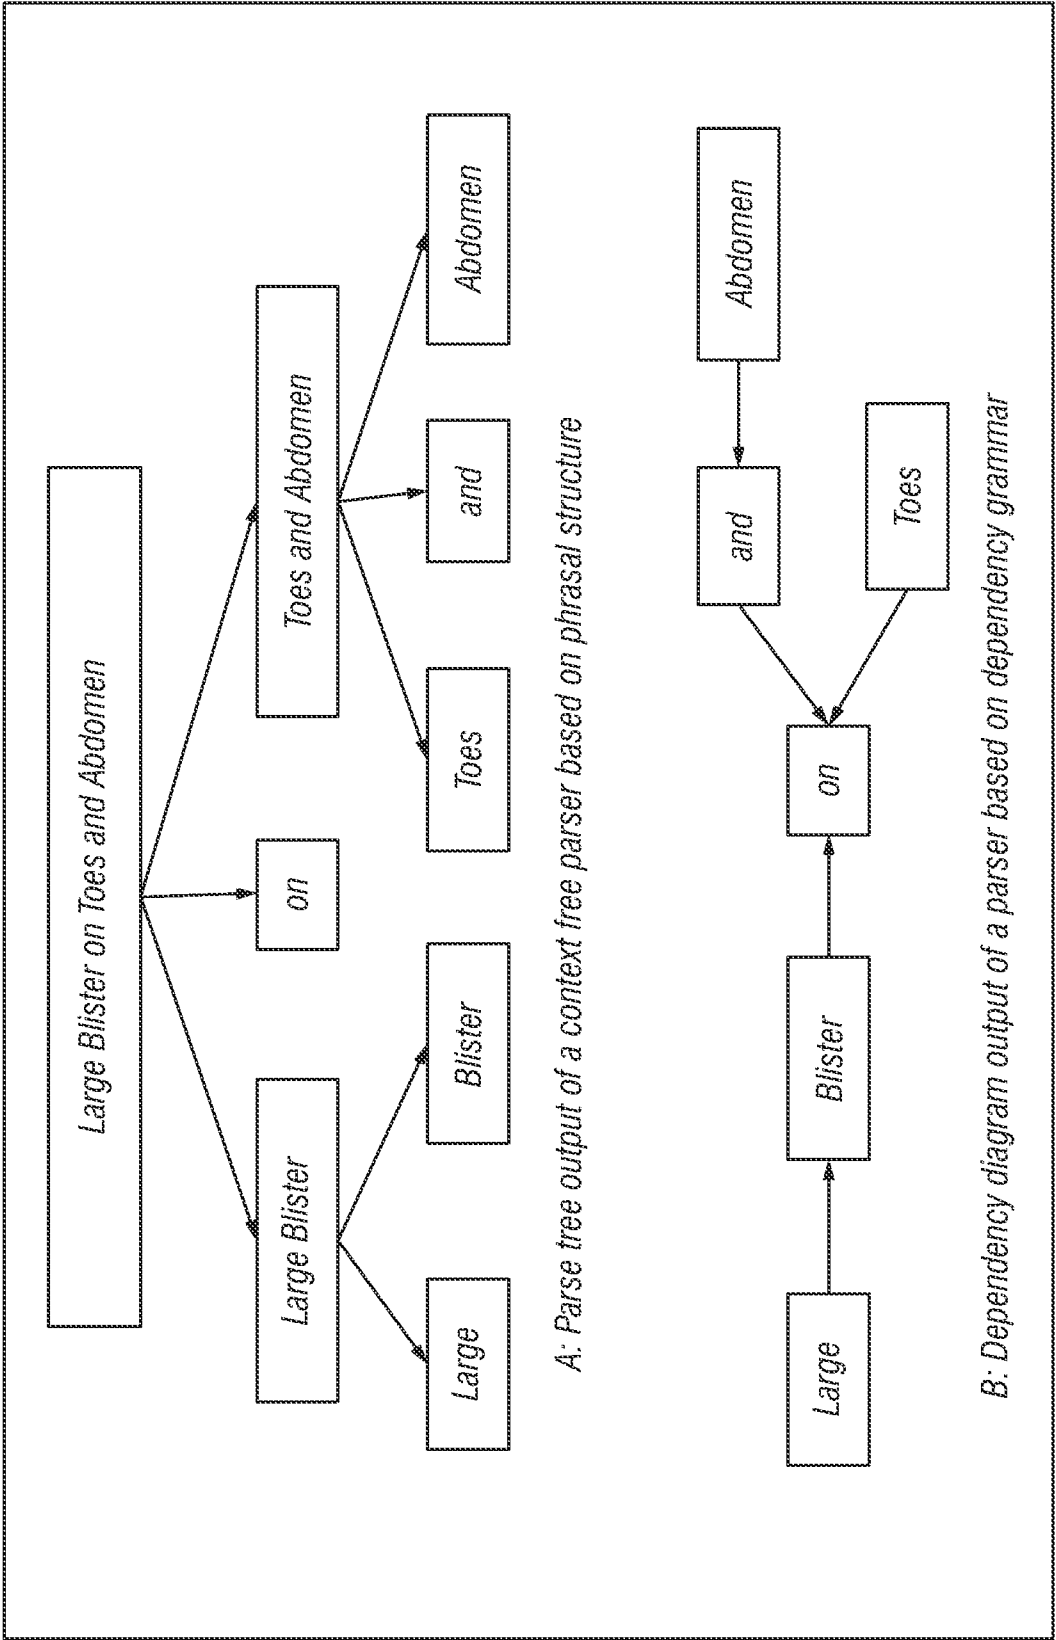 Large Blister on Toes and Abdomen
Large Blister
on
Toes and Abdomen
Large
Blister
Toes
and
Abdomen
A: Parse tree output of a context free parser based on phrasal structure
Large
Blister
on
and
Abdomen
Toes
B: Dependency diagram output of a parser based on dependency grammar